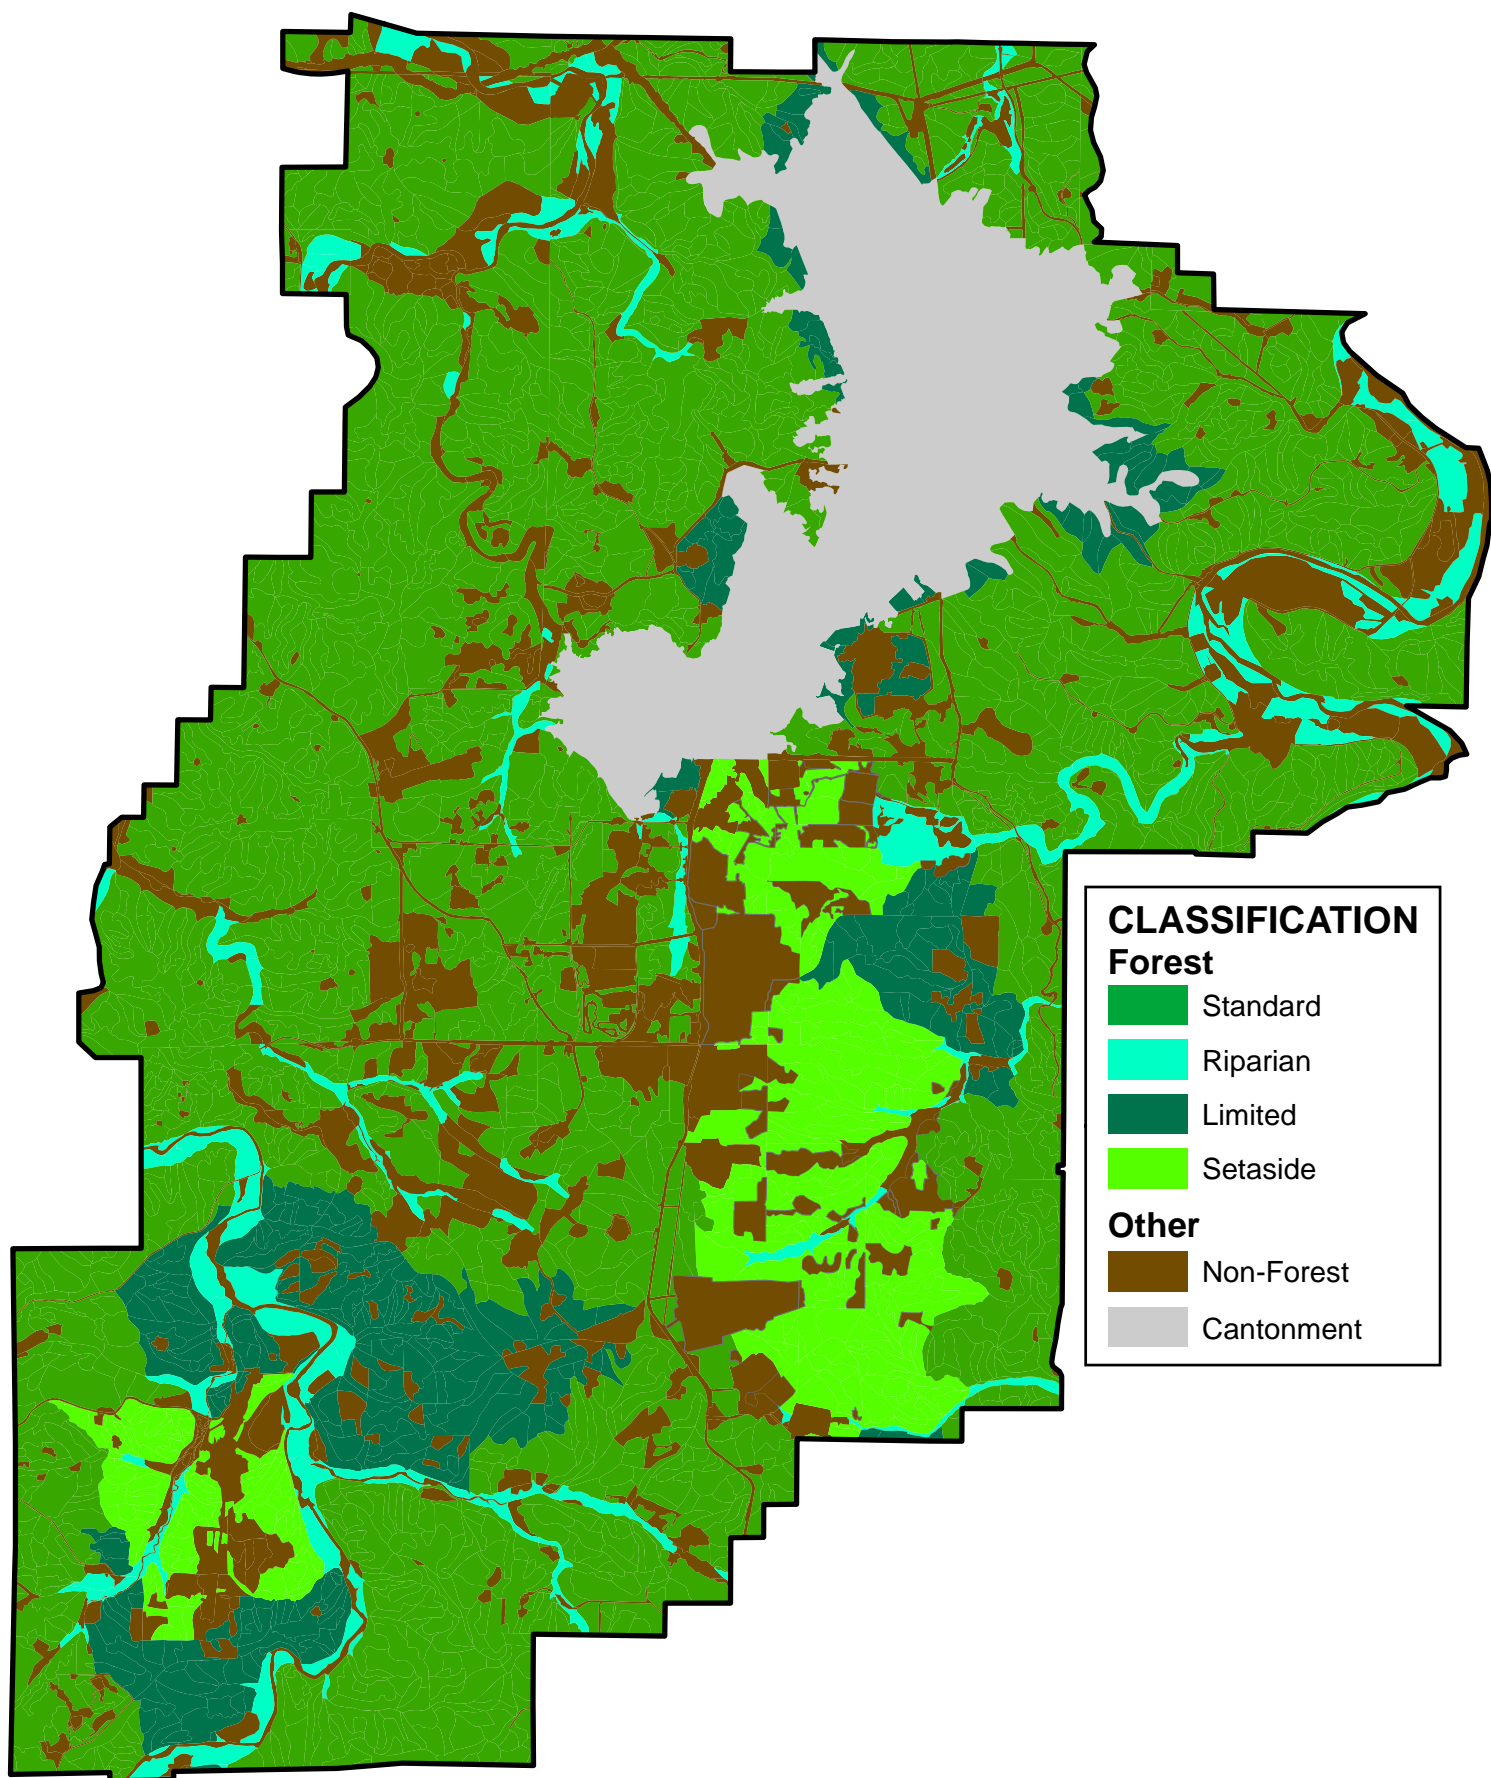 CLASSIFICATION
Forest
Standard
Riparian
Limited
Setaside
Other
Non-Forest
Cantonment